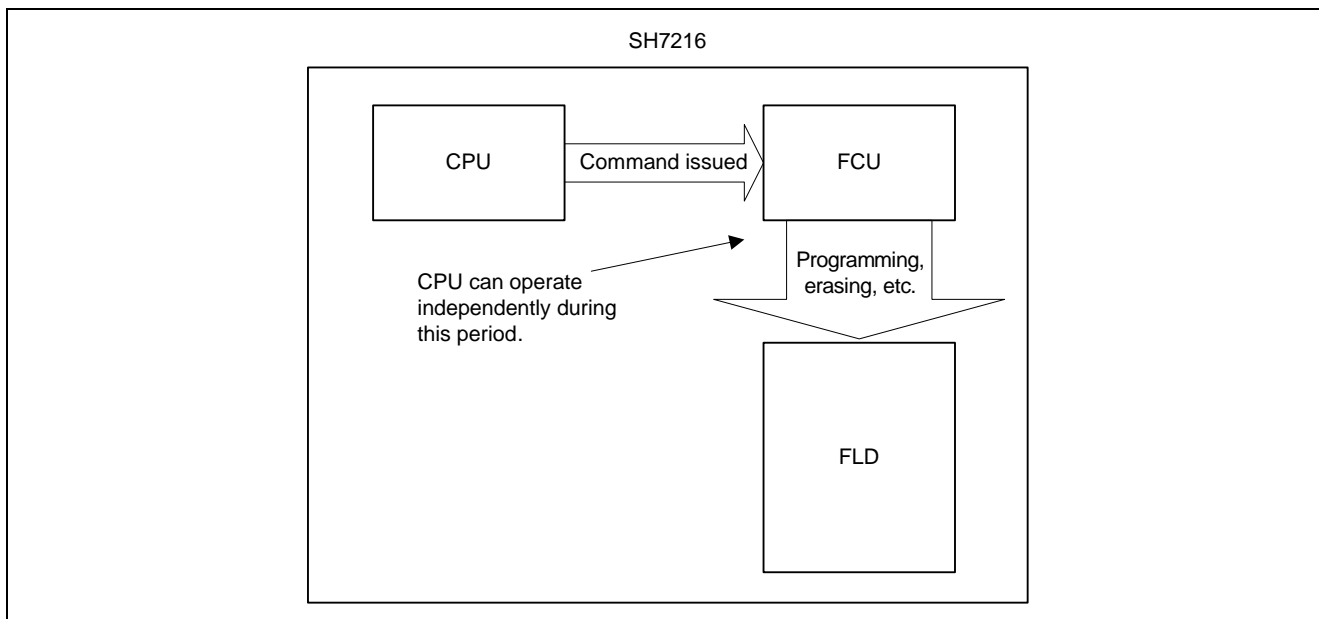 SH7216
CPU
Command issued
FCU
CPU can operate
independently during
this period.
Programming,
erasing, etc.
FLD